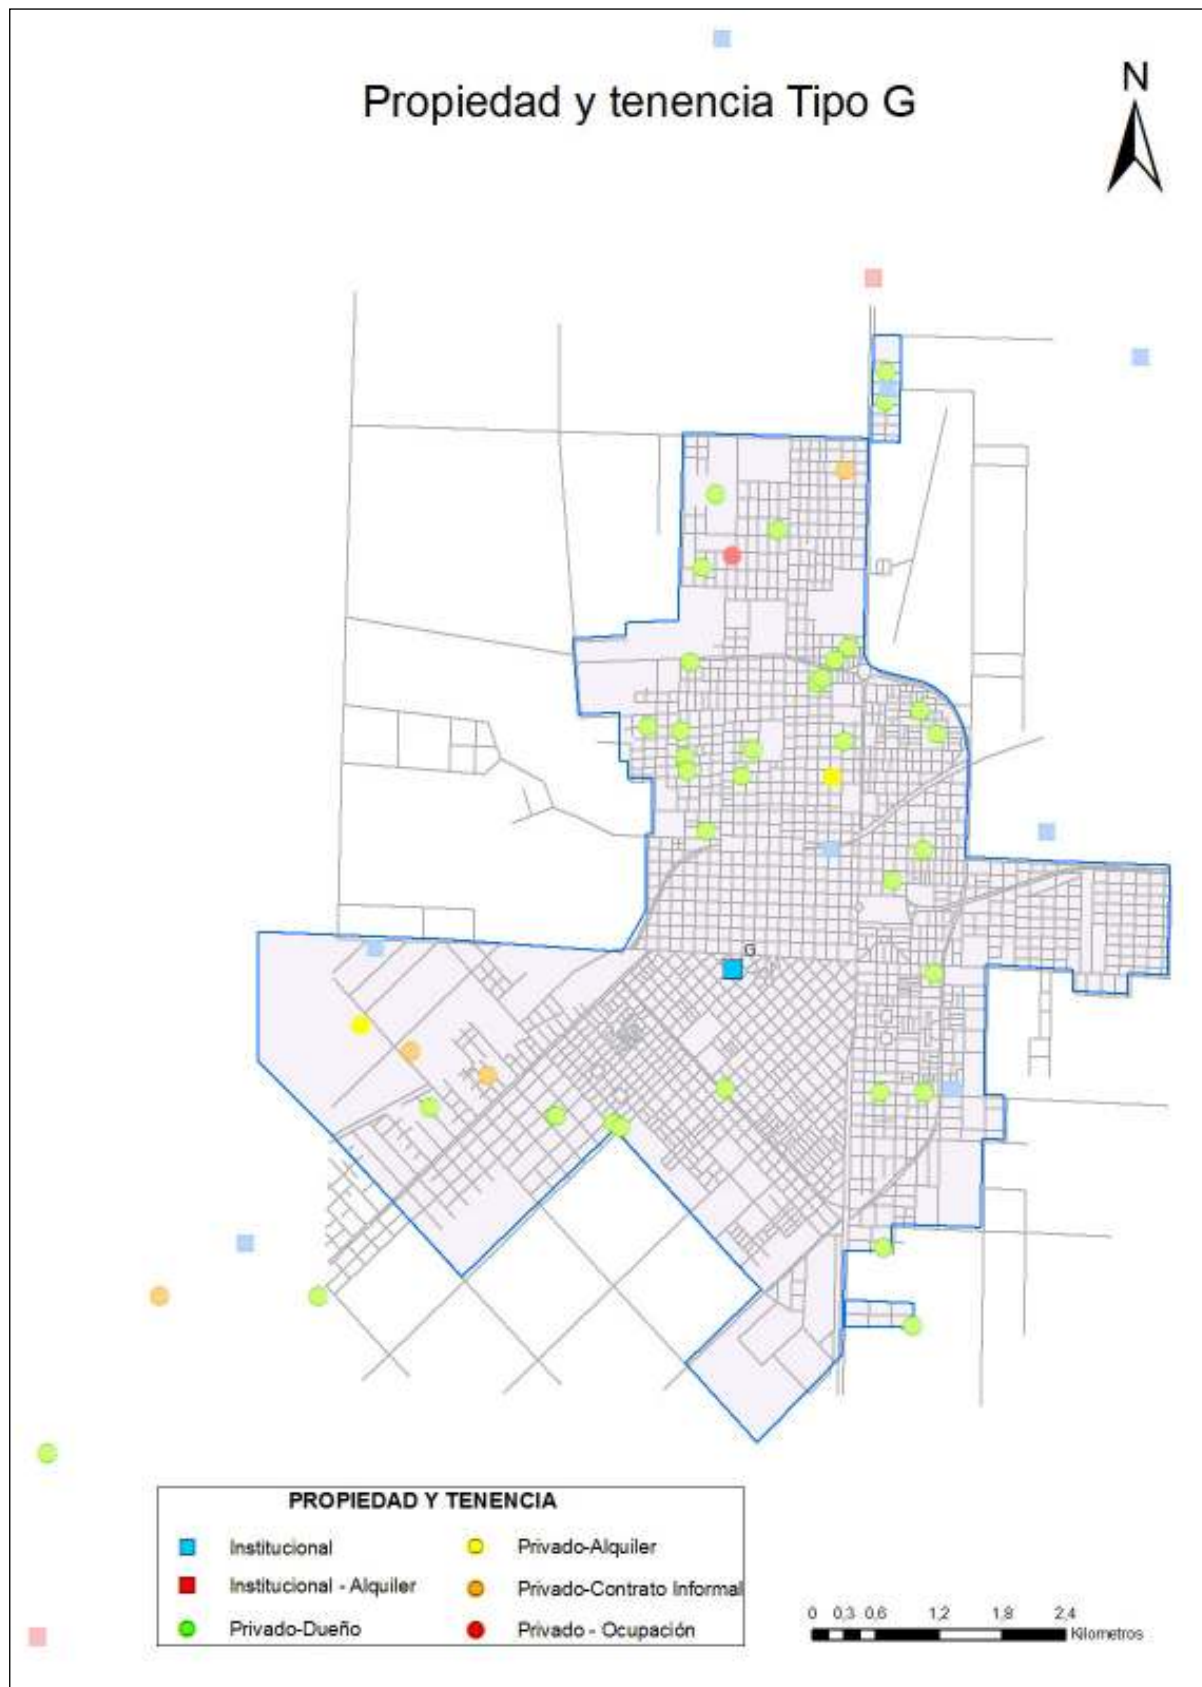 Propiedad y tenencia Tipo G
N
G
PROPIEDAD Y TENENCIA
Institucional
Institucional - Alquiler
Privado-Dueño
Privado-Alquiler
Privado-Contrato Informal
Privado - Ocupación
0 0,3 0,6 1,2 1,8 2,4
Kilometros